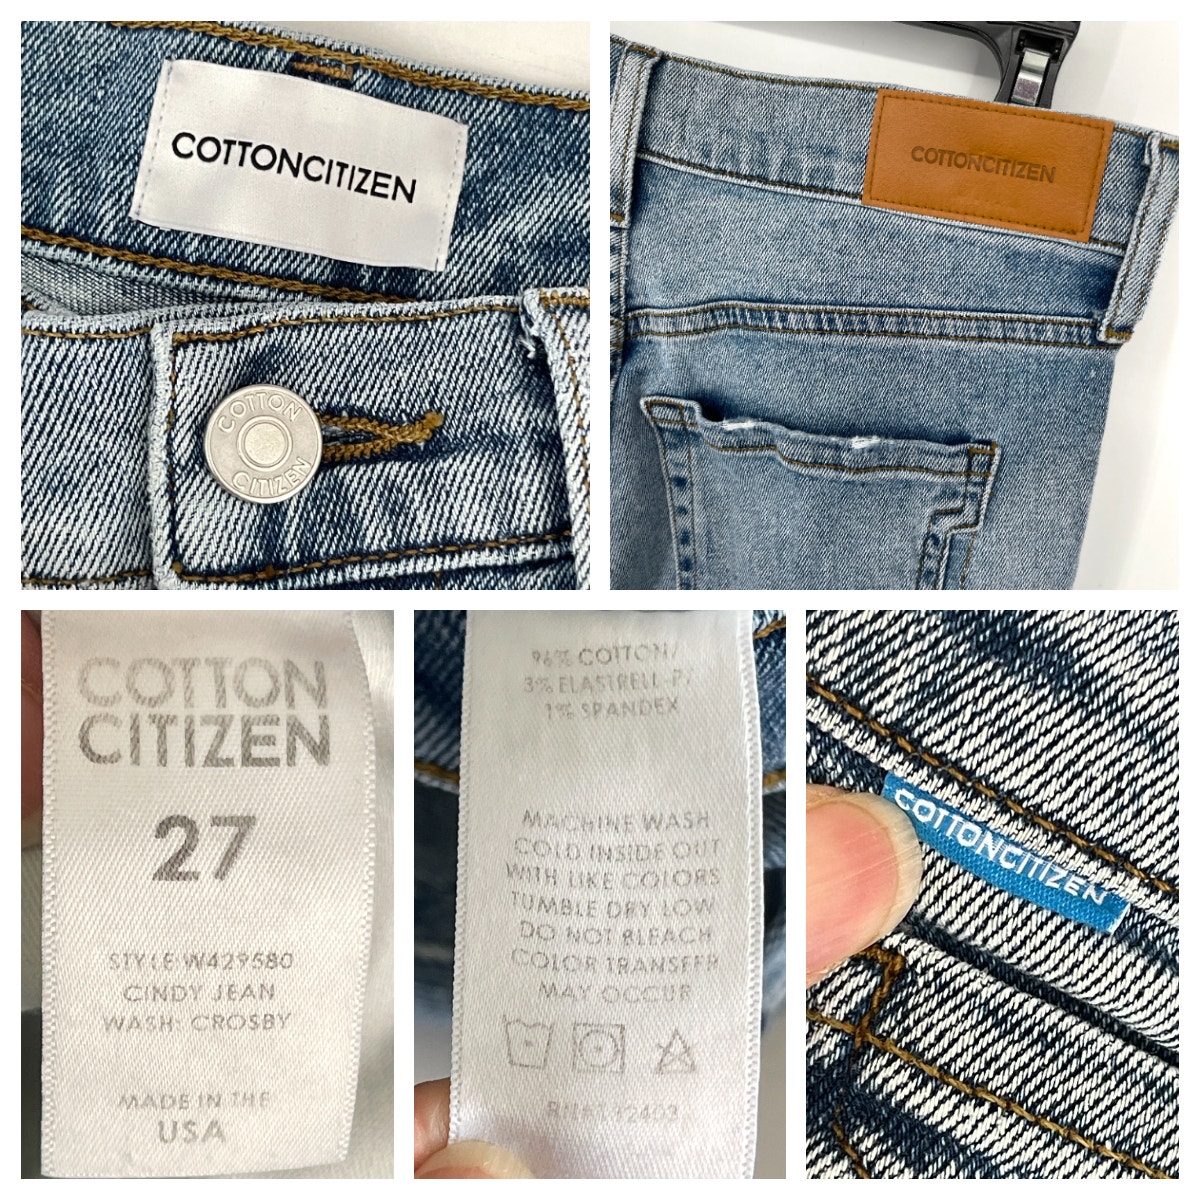 COTTONCITIZEN
COTTON
CITIZEN
COTTONCITIZEN
COTTON
CITIZEN
27
STYLE W429580
CINDY JEAN
WASH: CROSBY
MADE IN THE
USA
96% COTTON/
3% ELASTRELL-P/
1% SPANDEX
MACHINE WASH
COLD INSIDE OUT
WITH LIKE COLORS
TUMBLE DRY LOW
DO NOT BLEACH
COLOR TRANSFER
MAY OCCUR
COTTONCITIZEN